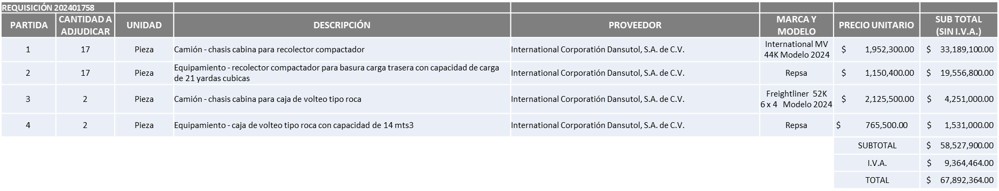 REQUISICIÓN 202401758
PARTIDA CANTIDAD A ADJUDICAR UNIDAD DESCRIPCIÓN PROVEEDOR MARCA Y MODELO PRECIO UNITARIO SUB TOTAL (SIN I.V.A.)
1 17 Pieza Camión - chasis cabina para recolector compactador International Corporatión Dansutol, S.A. de C.V. International MV 44K Modelo 2024 $ 1,952,300.00 $ 33,189,100.00
2 17 Pieza Equipamiento - recolector compactador para basura carga trasera con capacidad de carga de 21 yardas cubicas International Corporatión Dansutol, S.A. de C.V. Repsa $ 1,150,400.00 $ 19,556,800.00
3 2 Pieza Camión - chasis cabina para caja de volteo tipo roca International Corporatión Dansutol, S.A. de C.V. Freightliner 52K 6 x 4 Modelo 2024 $ 2,125,500.00 $ 4,251,000.00
4 2 Pieza Equipamiento - caja de volteo tipo roca con capacidad de 14 mts3 International Corporatión Dansutol, S.A. de C.V. Repsa $ 765,500.00 $ 1,531,000.00
SUBTOTAL $ 58,527,900.00
I.V.A. $ 9,364,464.00
TOTAL $ 67,892,364.00